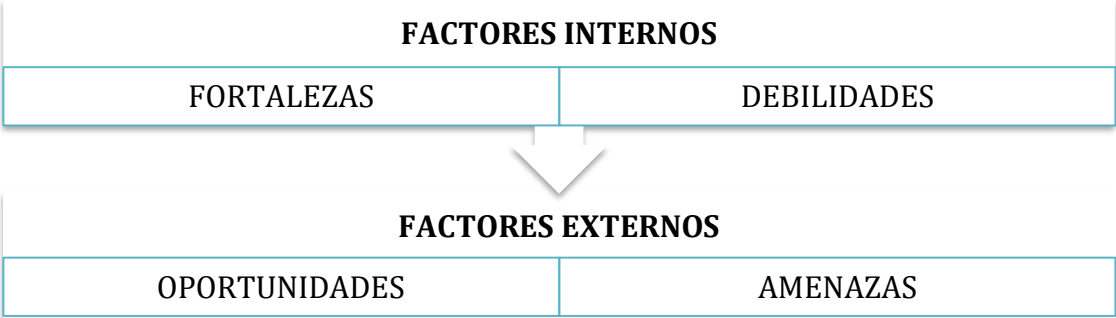 FACTORES INTERNOS
FORTALEZAS DEBILIDADES
FACTORES EXTERNOS
OPORTUNIDADES AMENAZAS